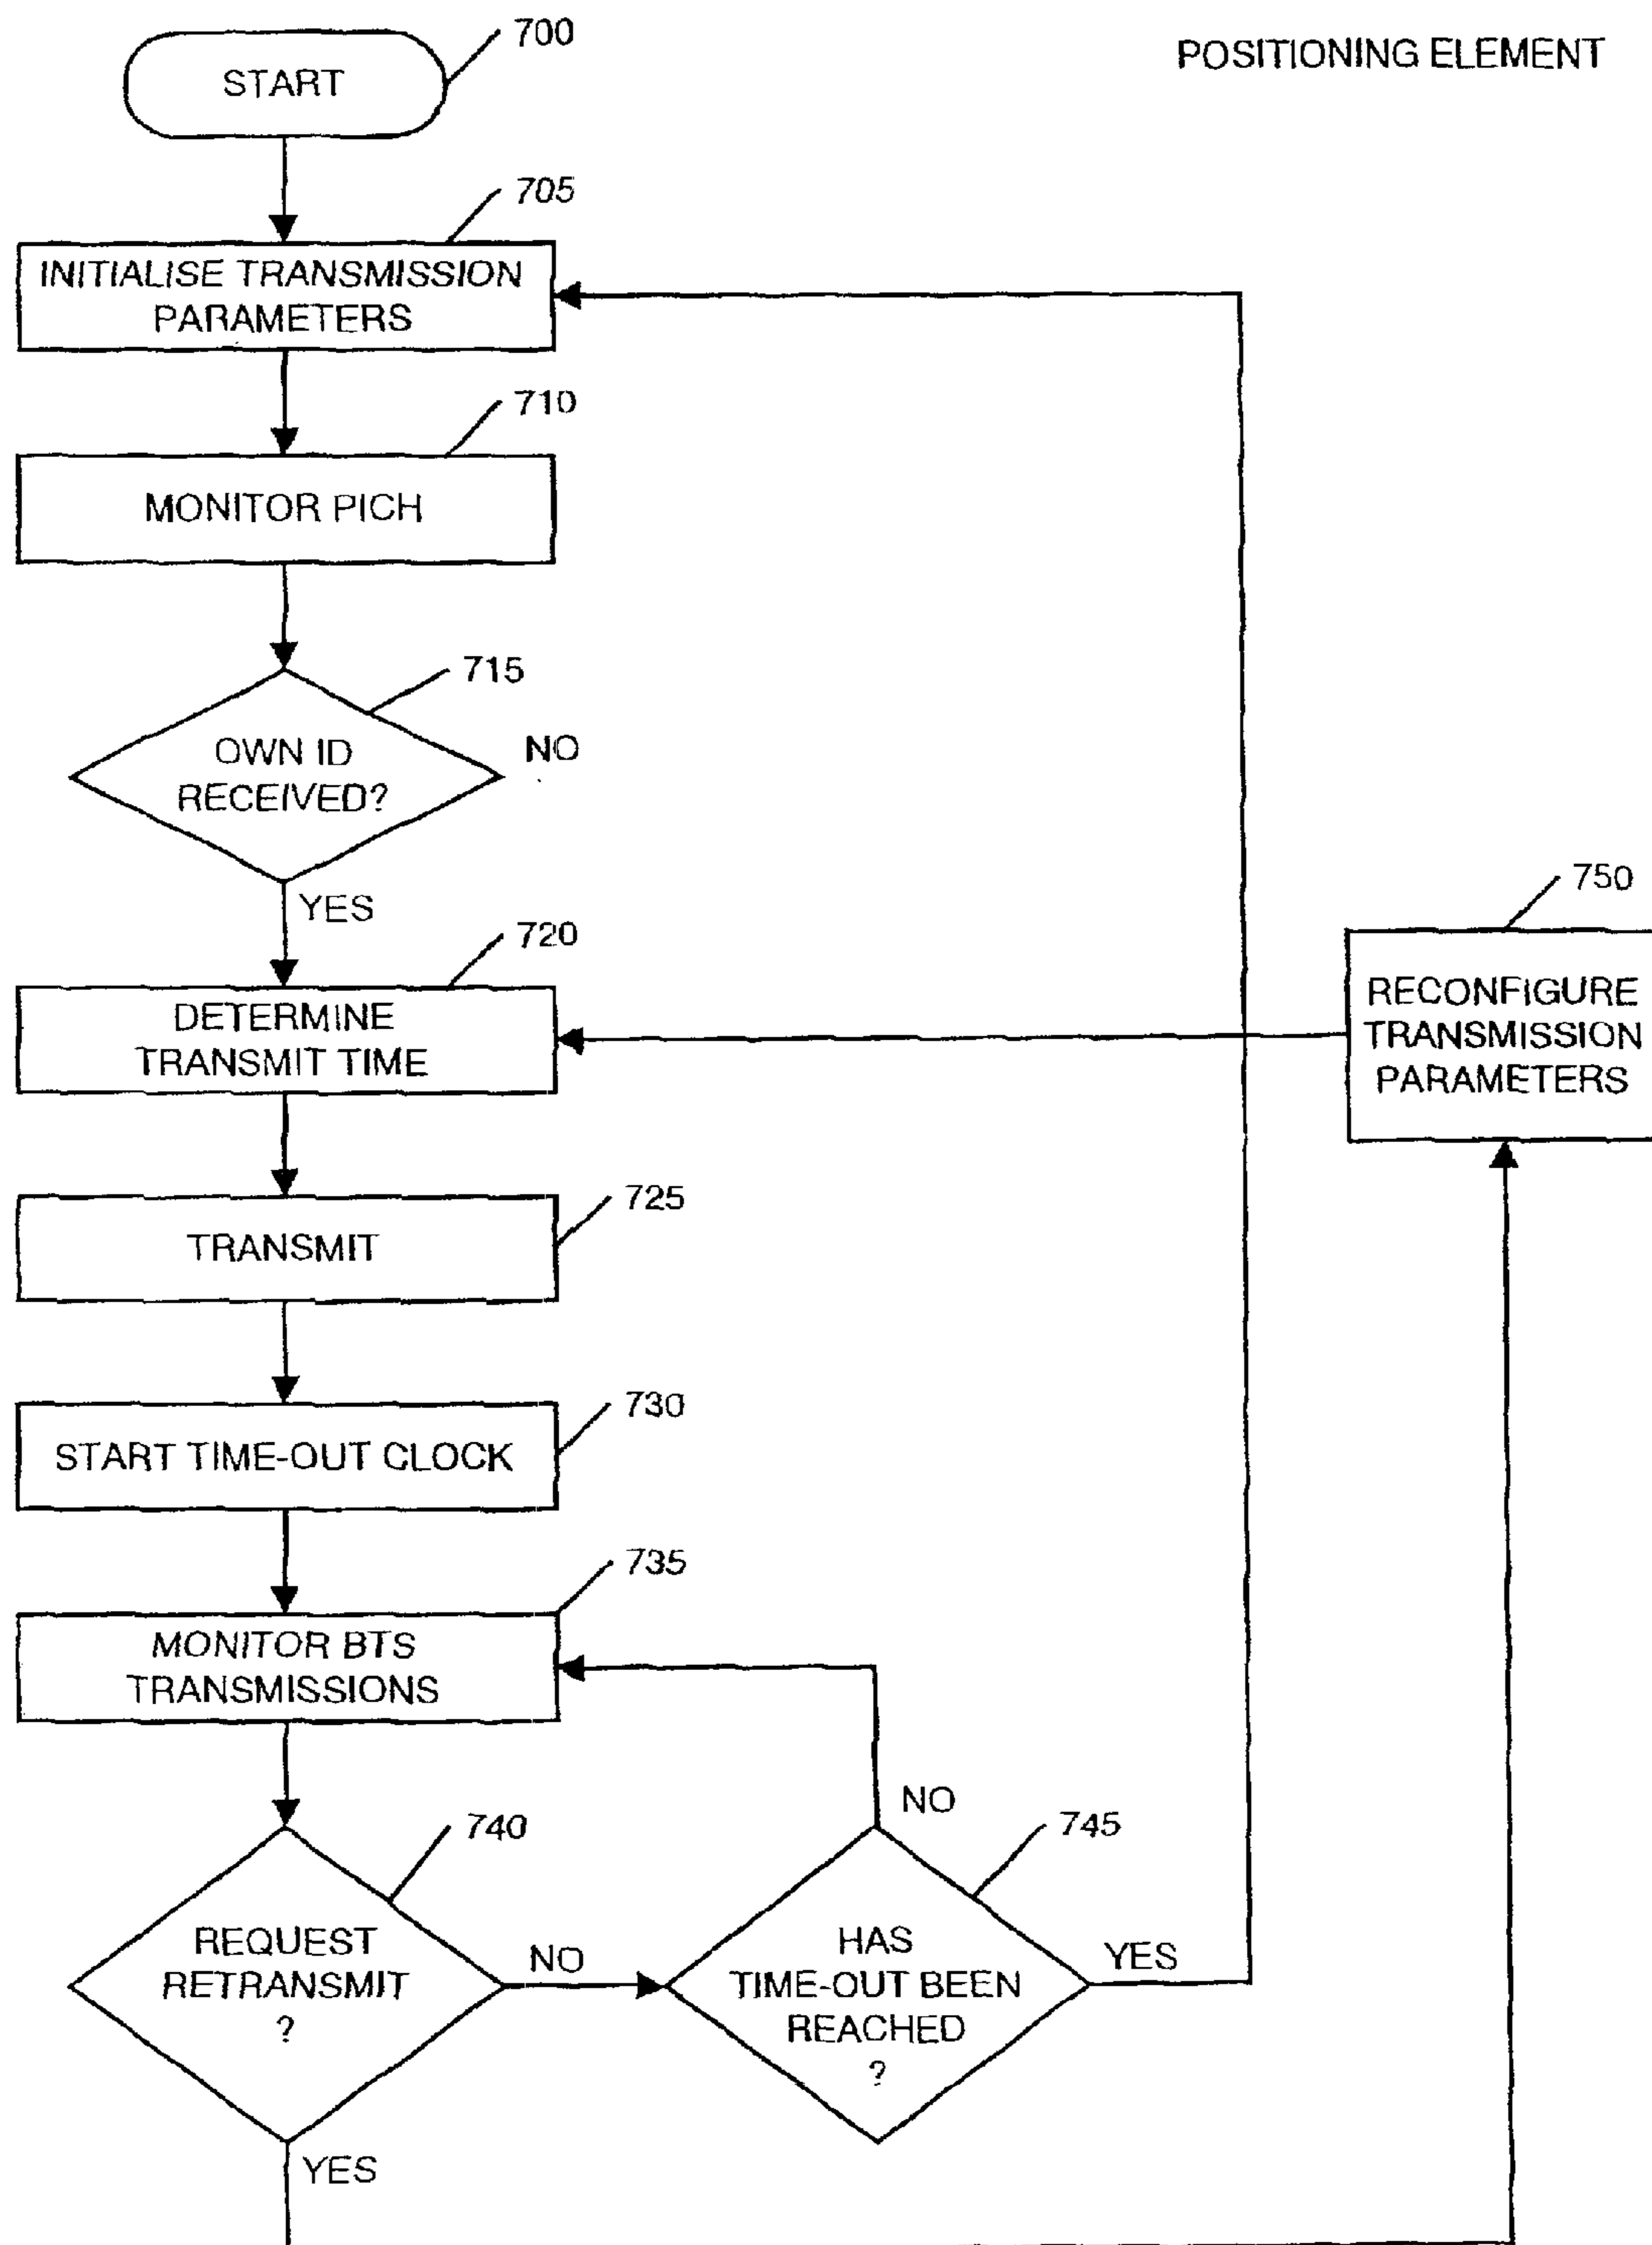 700
START
POSITIONING ELEMENT
705
INITIALISE TRANSMISSION
PARAMETERS
710
MONITOR PICH
715
OWN ID
RECEIVED?
NO
YES
720
DETERMINE
TRANSMIT TIME
750
RECONFIGURE
TRANSMISSION
PARAMETERS
725
TRANSMIT
730
START TIME-OUT CLOCK
735
MONITOR BTS
TRANSMISSIONS
740
REQUEST
RETRANSMIT
?
NO
YES
745
NO
HAS
TIME-OUT BEEN
REACHED
?
YES